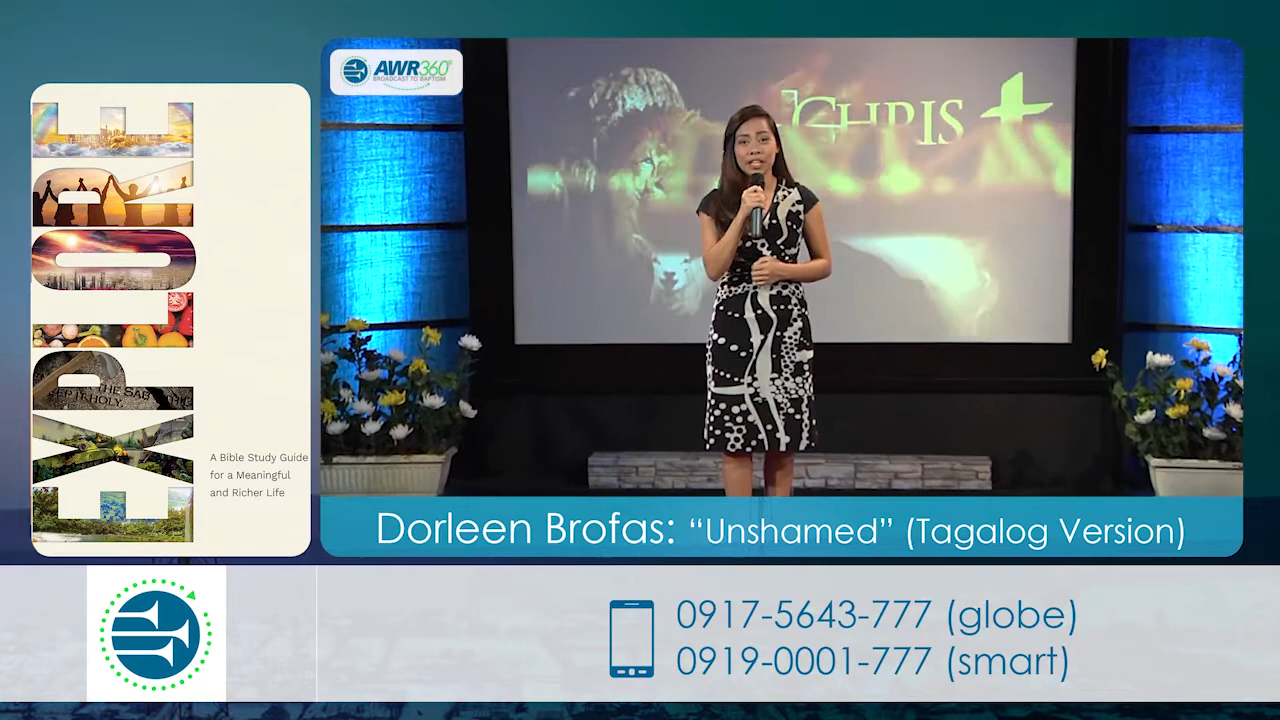 EXPLORE
A Bible Study Guide
for a Meaningful
and Richer Life
AWR360°
BROADCAST TO BAPTISM
CHRIS
Dorleen Brofas: “Unshamed” (Tagalog Version)
0917-5643-777 (globe)
0919-0001-777 (smart)